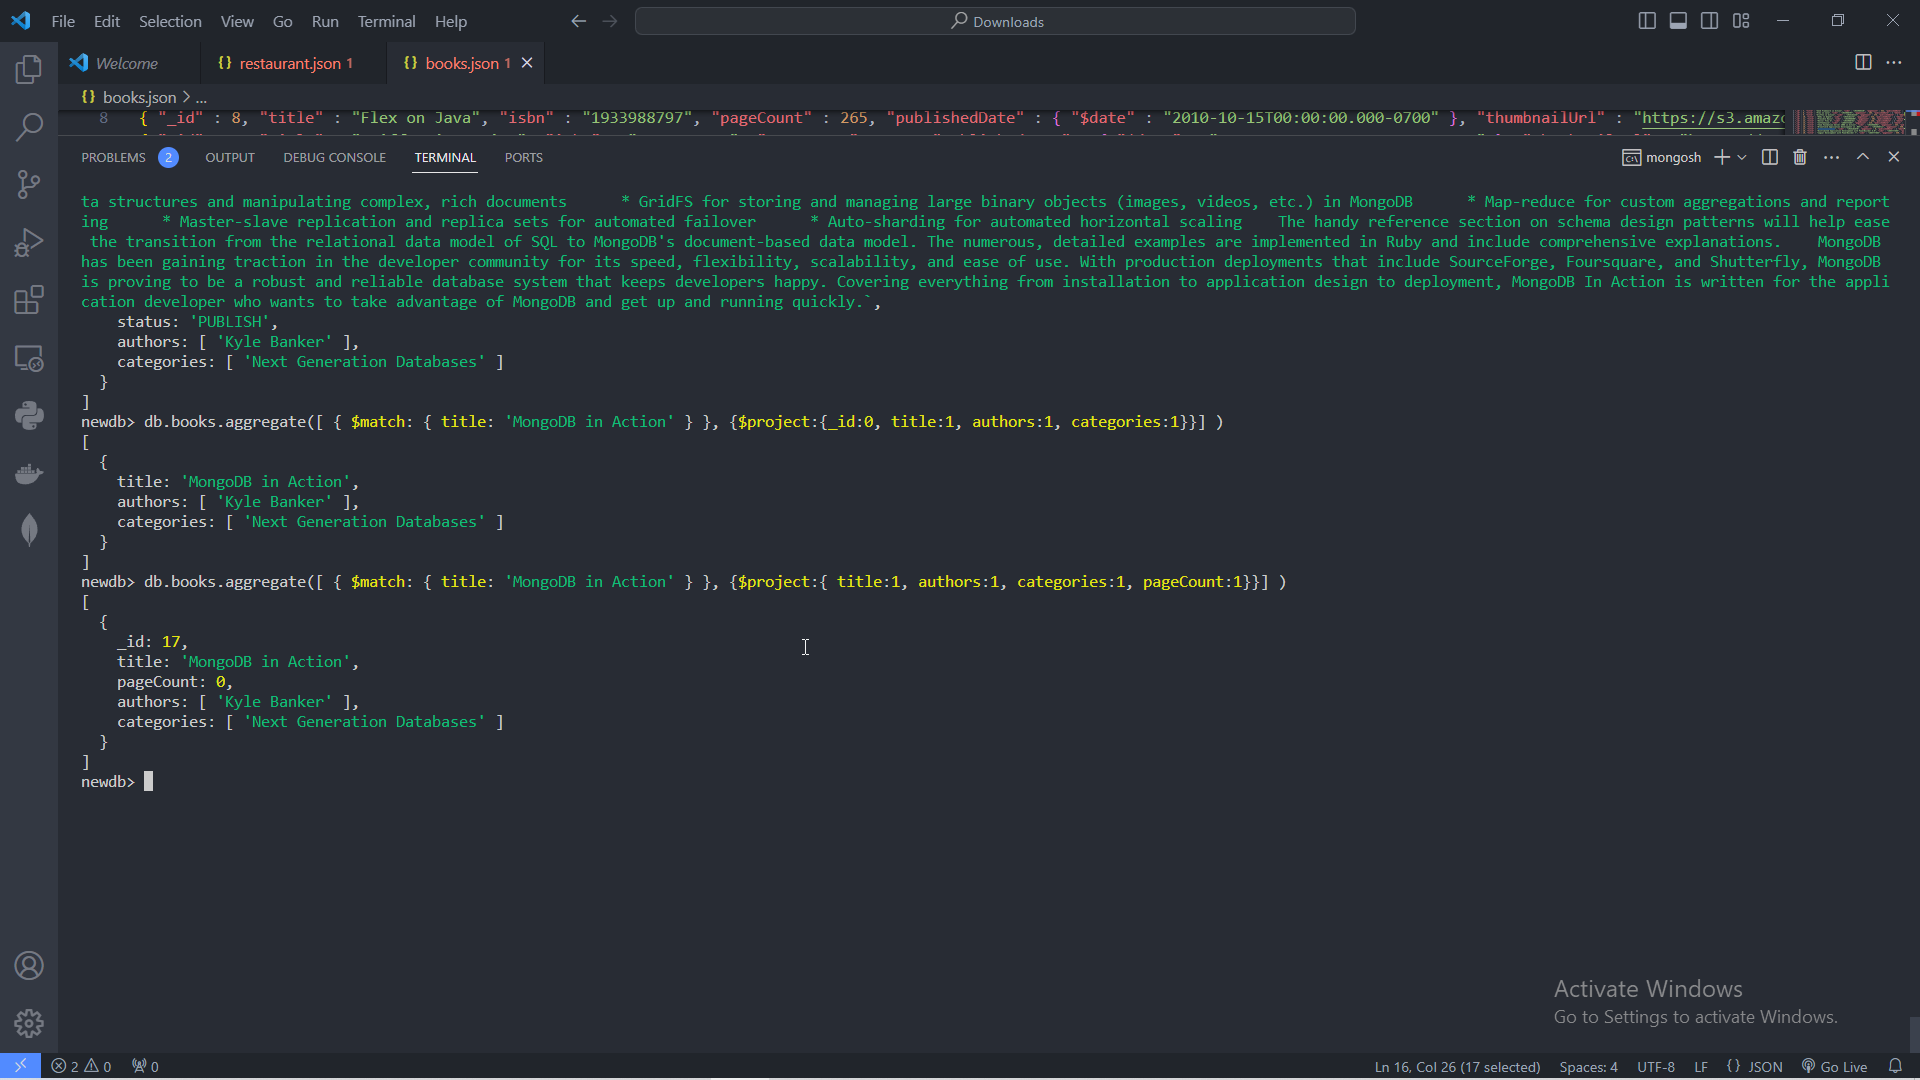 File Edit Selection View Go Run Terminal Help
Downloads
Welcome
{} restaurant.json 1
{} books.json 1
{} books.json > ...
8 { "_id" : 8, "title" : "Flex on Java", "isbn" : "1933988797", "pageCount" : 265, "publishedDate" : { "$date" : "2010-10-15T00:00:00.000-0700" }, "thumbnailUrl" : "https://s3.amazo
PROBLEMS 2 OUTPUT DEBUG CONSOLE TERMINAL PORTS
mongosh
ta structures and manipulating complex, rich documents * GridFS for storing and managing large binary objects (images, videos, etc.) in MongoDB * Map-reduce for custom aggregations and report
ing * Master-slave replication and replica sets for automated failover * Auto-sharding for automated horizontal scaling The handy reference section on schema design patterns will help ease
the transition from the relational data model of SQL to MongoDB's document-based data model. The numerous, detailed examples are implemented in Ruby and include comprehensive explanations. MongoDB
has been gaining traction in the developer community for its speed, flexibility, scalability, and ease of use. With production deployments that include SourceForge, Foursquare, and Shutterfly, MongoDB
is proving to be a robust and reliable database system that keeps developers happy. Covering everything from installation to application design to deployment, MongoDB In Action is written for the appli
cation developer who wants to take advantage of MongoDB and get up and running quickly.`,
status: 'PUBLISH',
authors: [ 'Kyle Banker' ],
categories: [ 'Next Generation Databases' ]
}
]
newdb> db.books.aggregate([ { $match: { title: 'MongoDB in Action' } }, {$project:{_id:0, title:1, authors:1, categories:1}}] )
[
{
title: 'MongoDB in Action',
authors: [ 'Kyle Banker' ],
categories: [ 'Next Generation Databases' ]
}
]
newdb> db.books.aggregate([ { $match: { title: 'MongoDB in Action' } }, {$project:{ title:1, authors:1, categories:1, pageCount:1}}] )
[
{
_id: 17,
title: 'MongoDB in Action',
pageCount: 0,
authors: [ 'Kyle Banker' ],
categories: [ 'Next Generation Databases' ]
}
]
newdb>
Activate Windows
Go to Settings to activate Windows.
2 0 0 Ln 16, Col 26 (17 selected) Spaces: 4 UTF-8 LF {} JSON Go Live